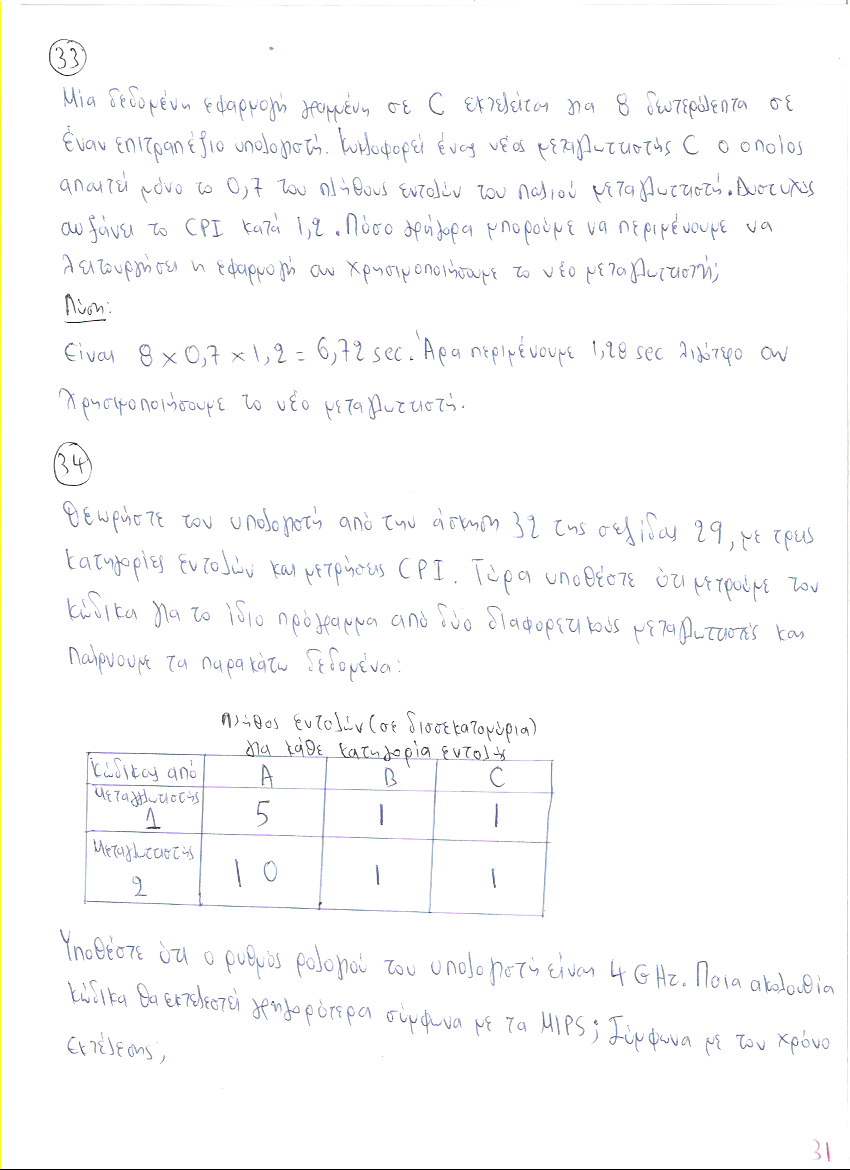 33
Μία δεδομένη εφαρμογή γραμμένη σε C εκτελείται για 8 δευτερόλεπτα σε
έναν επιτραπέζιο υπολογιστή. Κυκλοφορεί ένας νέος μεταγλωττιστής C ο οποίος
απαιτεί μόνο το 0,7 του πλήθους εντολών του παλιού μεταγλωττιστή. Δυστυχώς
αυξάνει το CPI κατά 1,2. Πόσο γρήγορα μπορούμε να περιμένουμε να
λειτουργήσει η εφαρμογή αν χρησιμοποιήσουμε το νέο μεταγλωττιστή;
Λύση:
Είναι 8 × 0,7 × 1,2 = 6,72 sec. Άρα περιμένουμε 1,28 sec λιγότερο αν
χρησιμοποιήσουμε το νέο μεταγλωττιστή.
34
Θεωρήστε τον υπολογιστή από την άσκηση 32 της σελίδας 29, με τρεις
κατηγορίες εντολών και μετρήσεις CPI. Τώρα υποθέστε ότι μετρούμε τον
κώδικα για το ίδιο πρόγραμμα από δύο διαφορετικούς μεταγλωττιστές και
παίρνουμε τα παρακάτω δεδομένα:
Πλήθος εντολών (σε δισσεκατομύρια)
για κάθε κατηγορία εντολής
Κώδικας από A B C
Μεταγλωττιστής
1 5 1 1
Μεταγλωττιστής
2 10 1 1
Υποθέστε ότι ο ρυθμός ρολογιού του υπολογιστή είναι 4 GHz. Ποια ακολουθία
κώδικα θα εκτελεστεί γρηγορότερα σύμφωνα με τα MIPS; Σύμφωνα με τον χρόνο
εκτέλεσης;
31